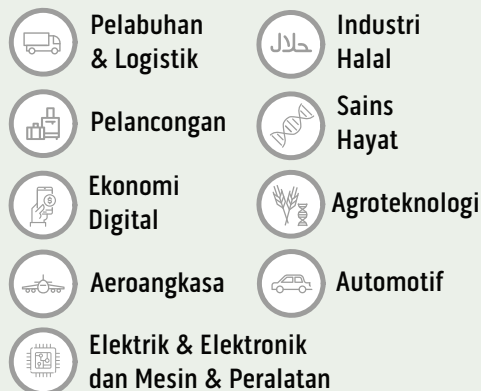 Pelabuhan
& Logistik
حلال
Industri
Halal
Pelancongan
Sains
Hayat
Ekonomi
Digital
Agroteknologi
Aeroangkasa
Automotif
Elektrik & Elektronik
dan Mesin & Peralatan